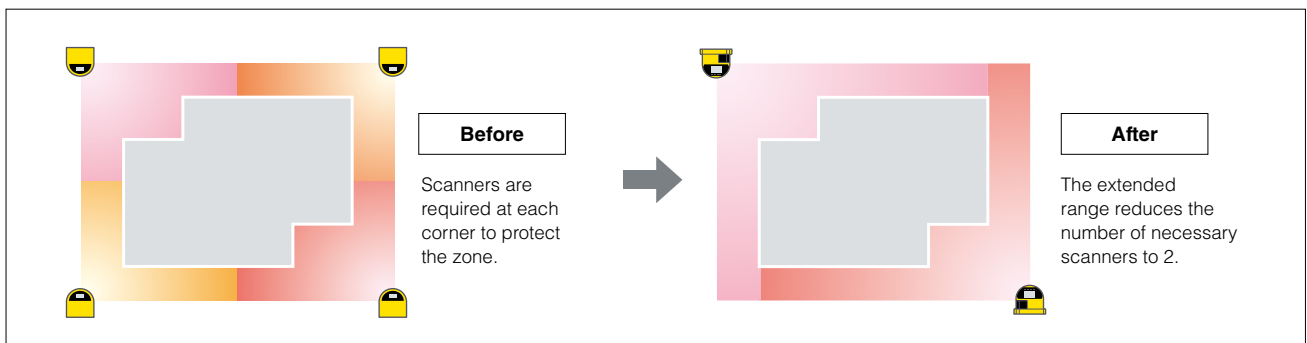 Before
Scanners are
required at each
corner to protect
the zone.
After
The extended
range reduces the
number of necessary
scanners to 2.